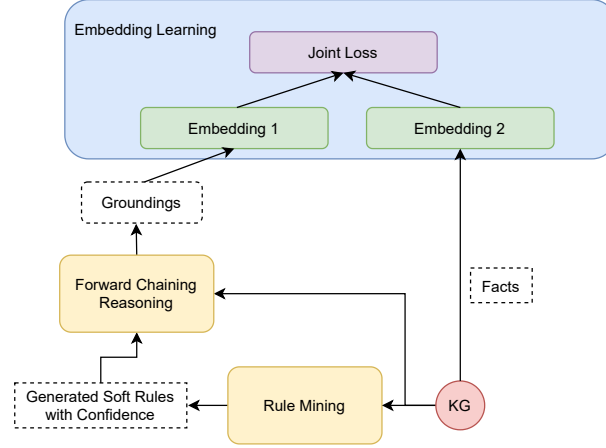 Embedding Learning
Joint Loss
Embedding 1
Embedding 2
Groundings
Forward Chaining
Reasoning
Facts
Generated Soft Rules
with Confidence
Rule Mining
KG